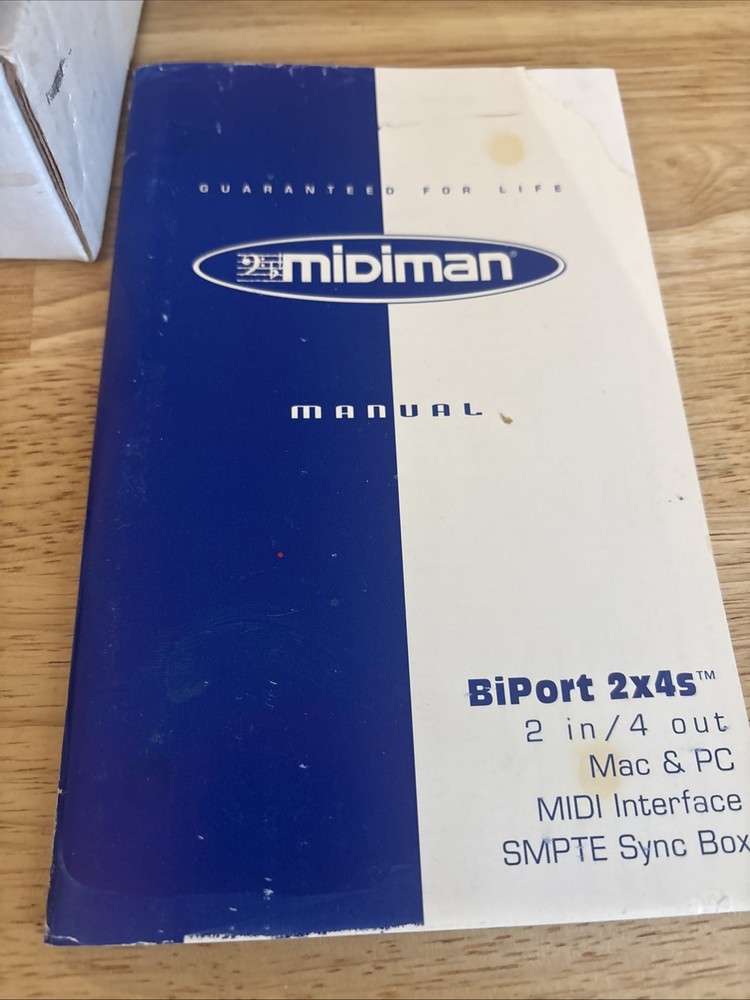 GUARANTEED FOR LIFE
midiman®
MANUAL
BiPort 2x4s™
2 in/4 out
Mac & PC
MIDI Interface
SMPTE Sync Box